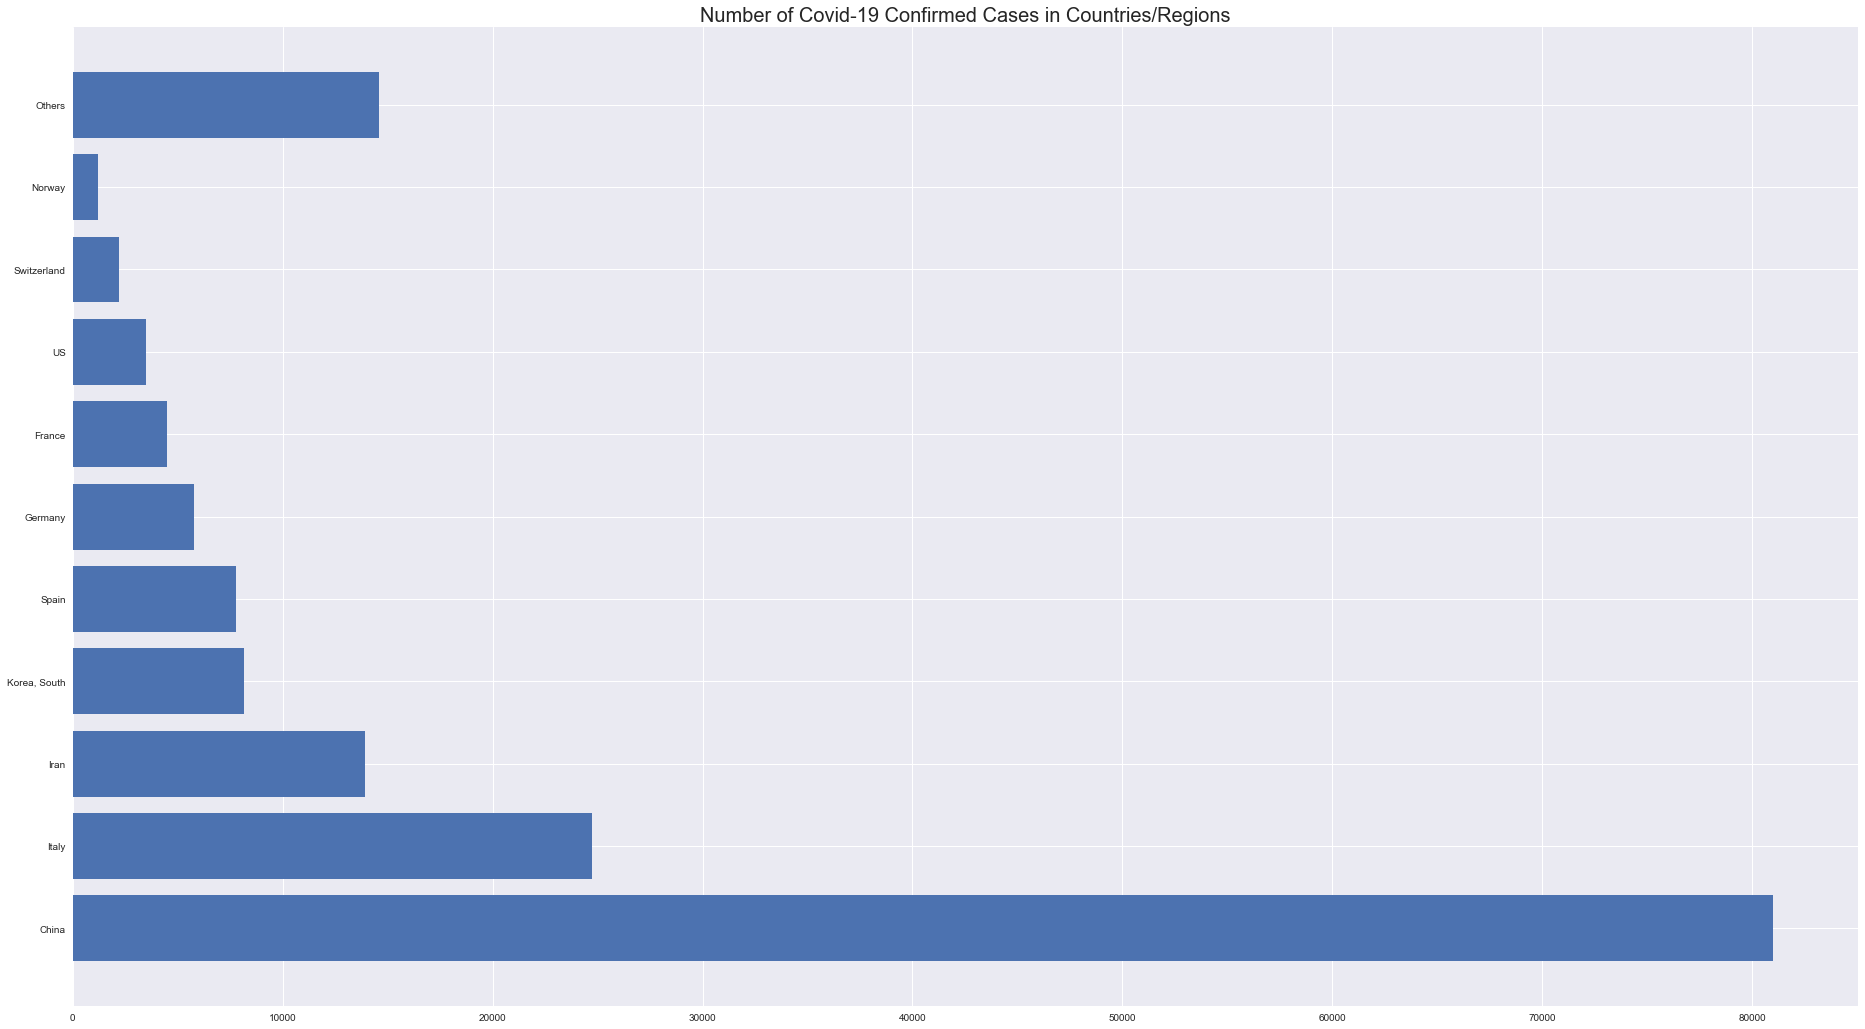 Number of Covid-19 Confirmed Cases in Countries/Regions
Others
Norway
Switzerland
US
France
Germany
Spain
Korea, South
Iran
Italy
China
0 10000 20000 30000 40000 50000 60000 70000 80000